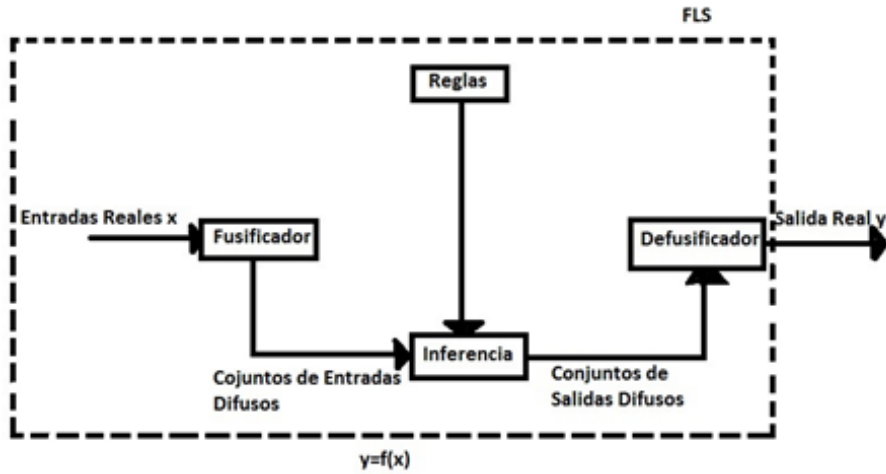 FLS
Reglas
Entradas Reales x
Fusificador
Defusificador
Salida Real y
Inferencia
Cojuntos de Entradas
Difusos
Conjuntos de
Salidas Difusos
y=f(x)